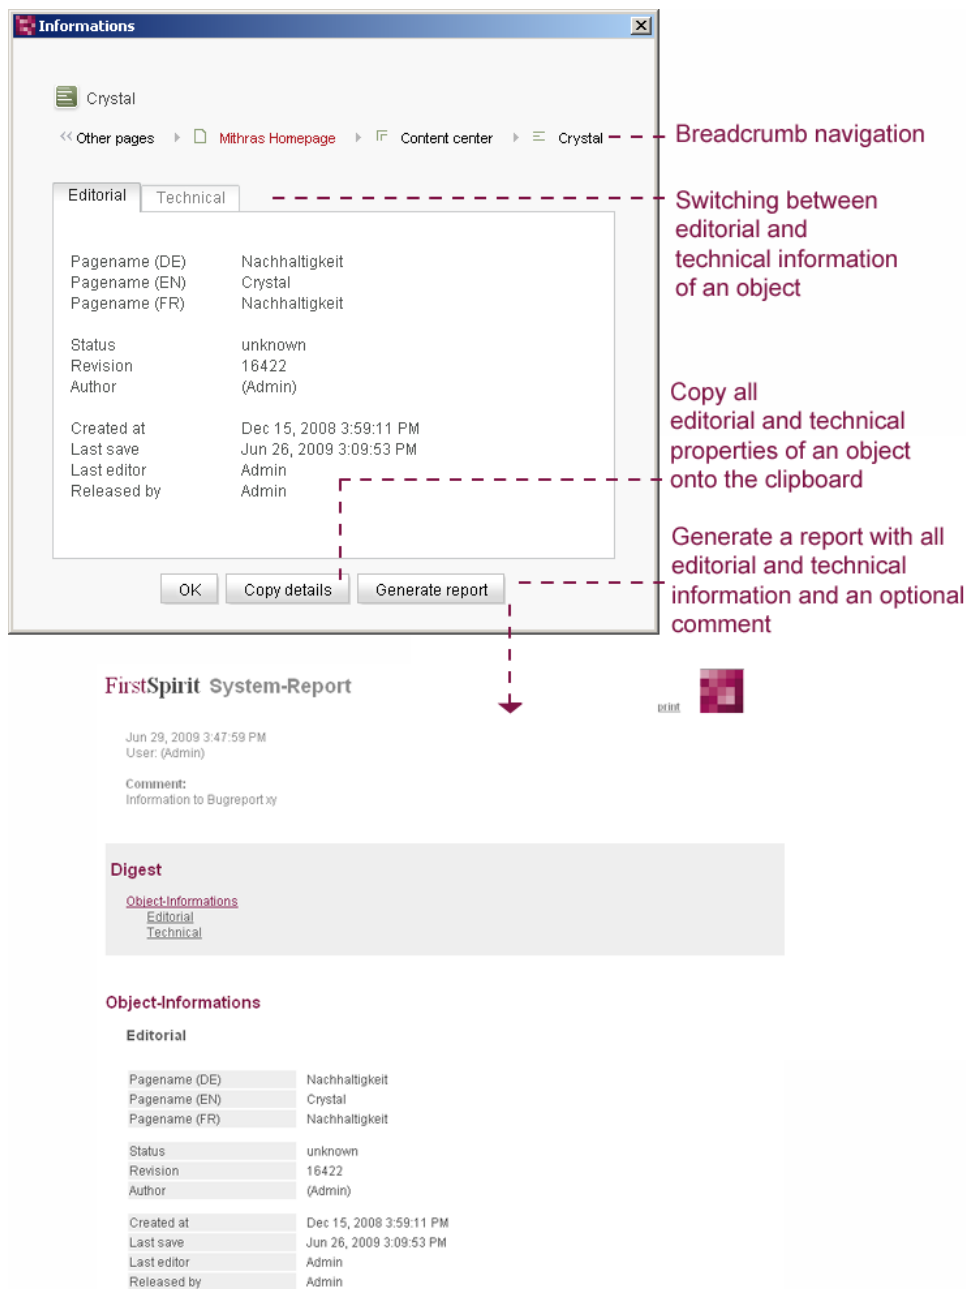 Informations
Crystal
Other pages Mithras Homepage Content center Crystal
Breadcrumb navigation
Editorial Technical
Switching between
editorial and
technical information
of an object
Pagename (DE) Nachhaltigkeit
Pagename (EN) Crystal
Pagename (FR) Nachhaltigkeit
Status unknown
Revision 16422
Author (Admin)
Created at Dec 15, 2008 3:59:11 PM
Last save Jun 26, 2009 3:09:53 PM
Last editor Admin
Released by Admin
Copy all
editorial and technical
properties of an object
onto the clipboard
OK Copy details Generate report
Generate a report with all
editorial and technical
information and an optional
comment
FirstSpirit System-Report
print
Jun 29, 2009 3:47:59 PM
User: (Admin)
Comment:
Information to Bugreport xy
Digest
Object-Informations
Editorial
Technical
Object-Informations
Editorial
Pagename (DE) Nachhaltigkeit
Pagename (EN) Crystal
Pagename (FR) Nachhaltigkeit
Status unknown
Revision 16422
Author (Admin)
Created at Dec 15, 2008 3:59:11 PM
Last save Jun 26, 2009 3:09:53 PM
Last editor Admin
Released by Admin